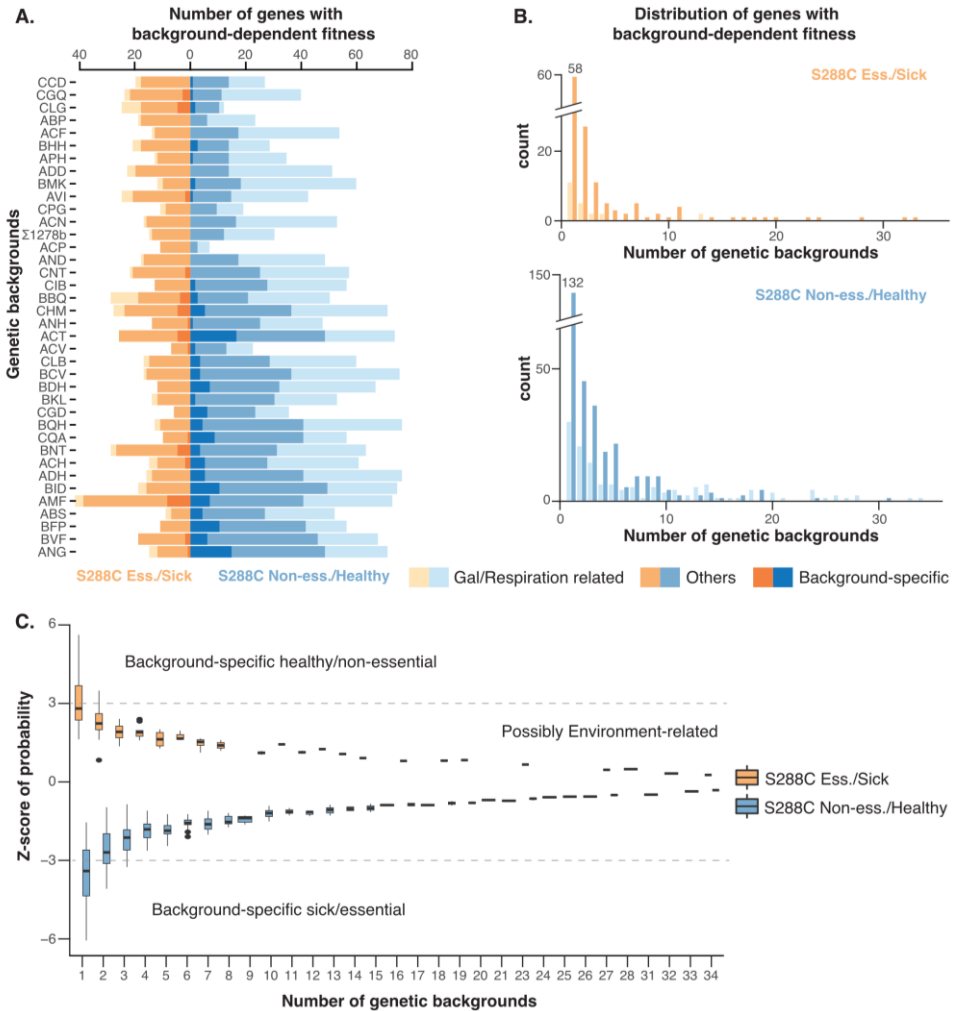 A.
Number of genes with
background-dependent fitness
40 20 0 20 40 60 80
Genetic backgrounds
CCD
CGQ
CLG
ABP
ACF
BHH
APH
ADD
BMK
AVI
CPG
ACN
Σ1278b
ACP
AND
CNT
CIB
BBQ
CHM
ANH
ACT
ACV
CLB
BCV
BDH
BKL
CGD
BQH
CQA
BNT
ACH
ADH
BID
AMF
ABS
BFP
BVF
ANG
B.
Distribution of genes with
background-dependent fitness
S288C Ess./Sick
58
count
60
20
0
0 10 20 30
Number of genetic backgrounds
S288C Non-ess./Healthy
132
count
150
50
0
0 10 20 30
Number of genetic backgrounds
S288C Ess./Sick S288C Non-ess./Healthy Gal/Respiration related Others Background-specific
C.
Z-score of probability
6
3
0
−3
−6
Background-specific healthy/non-essential
Possibly Environment-related
Background-specific sick/essential
S288C Ess./Sick
S288C Non-ess./Healthy
1 2 3 4 5 6 7 8 9 10 11 12 13 14 15 16 17 18 19 20 21 22 23 24 25 26 27 28 31 32 33 34
Number of genetic backgrounds